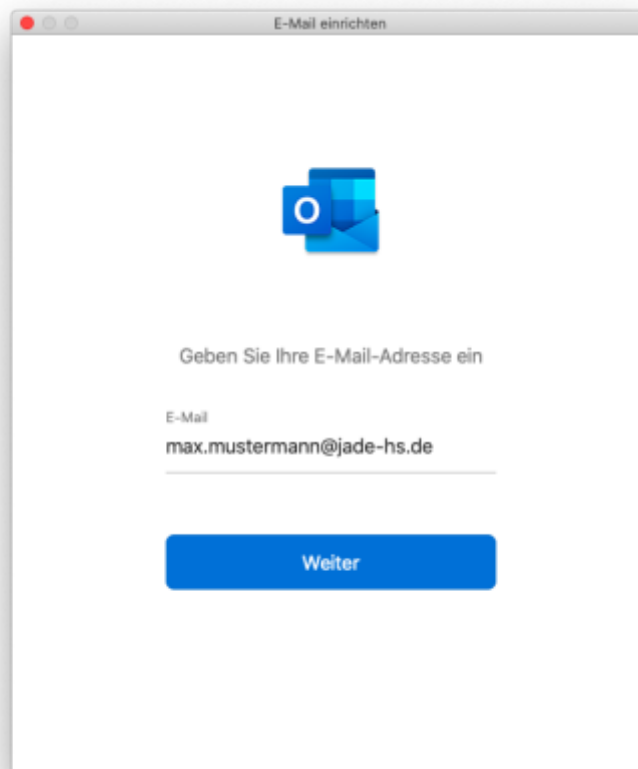 E-Mail einrichten
O
Geben Sie Ihre E-Mail-Adresse ein
E-Mail
max.mustermann@jade-hs.de
Weiter